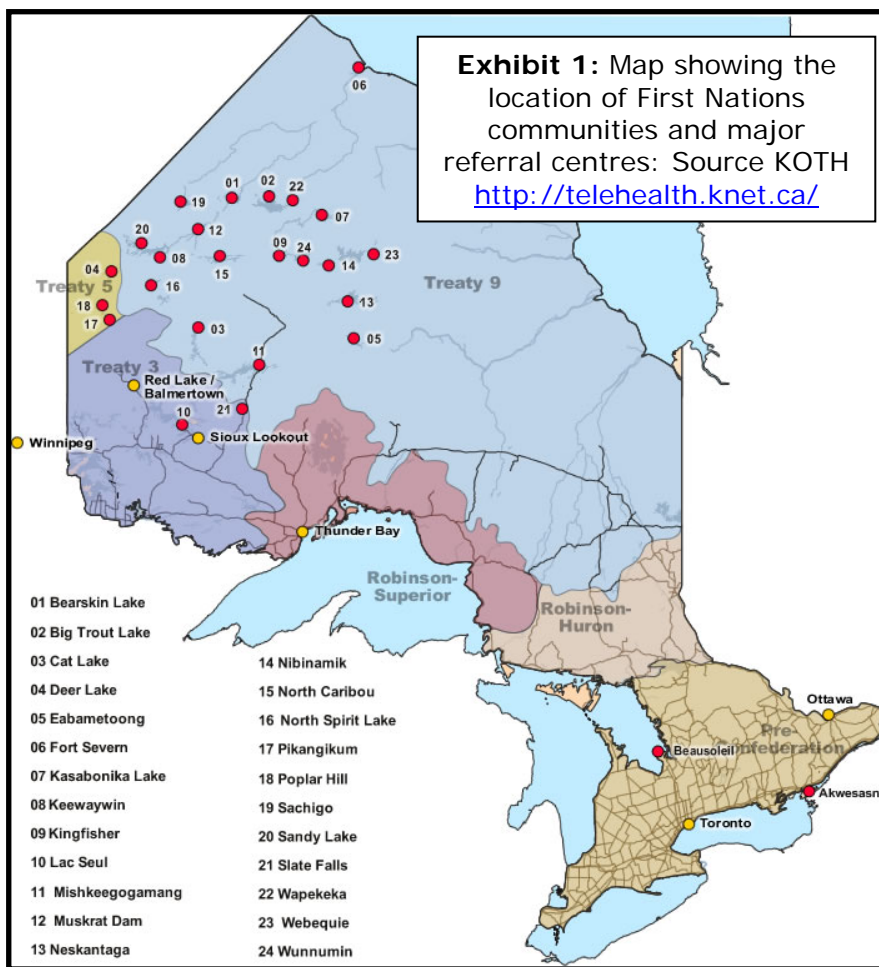 Exhibit 1: Map showing the
location of First Nations
communities and major
referral centres: Source KOTH
http://telehealth.knet.ca/
06
01
02
22
19
07
12
20
09
24
23
04
08
15
14
Treaty 5
16
Treaty 9
18
13
17
03
05
Treaty 3
11
Red Lake /
Balmertown
10
21
Winnipeg
Sioux Lookout
Thunder Bay
Robinson-
Superior
Robinson-
Huron
Ottawa
Pre-
Confederation
Beausoleil
Akwesasn
Toronto
01 Bearskin Lake
02 Big Trout Lake
03 Cat Lake
04 Deer Lake
05 Eabametoong
06 Fort Severn
07 Kasabonika Lake
08 Keewaywin
09 Kingfisher
10 Lac Seul
11 Mishkeegogamang
12 Muskrat Dam
13 Neskantaga
14 Nibinamik
15 North Caribou
16 North Spirit Lake
17 Pikangikum
18 Poplar Hill
19 Sachigo
20 Sandy Lake
21 Slate Falls
22 Wapekeka
23 Webequie
24 Wunnumin